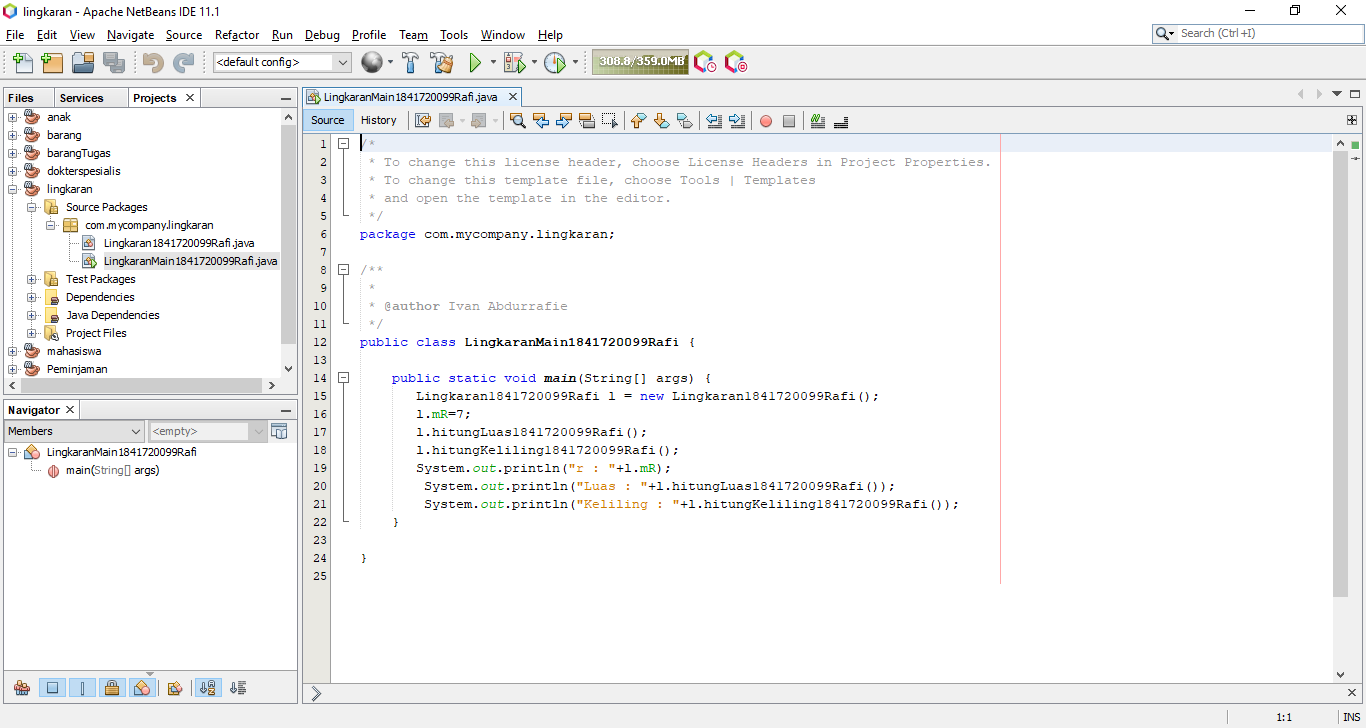 lingkaran - Apache NetBeans IDE 11.1
File Edit View Navigate Source Refactor Run Debug Profile Team Tools Window Help
Search (Ctrl+I)
<default config>
308.8/359.0MB
Files Services Projects
LingkaranMain1841720099Rafi.java
Source History
anak
barang
barangTugas
dokterspesialis
lingkaran
Source Packages
com.mycompany.lingkaran
Lingkaran1841720099Rafi.java
LingkaranMain1841720099Rafi.java
Test Packages
Dependencies
Java Dependencies
Project Files
mahasiswa
Peminjaman
Navigator
Members <empty>
LingkaranMain1841720099Rafi
main(String[] args)
1 /*
2 * To change this license header, choose License Headers in Project Properties.
3 * To change this template file, choose Tools | Templates
4 * and open the template in the editor.
5 */
6 package com.mycompany.lingkaran;
7
8 /**
9 *
10 * @author Ivan Abdurrafie
11 */
12 public class LingkaranMain1841720099Rafi {
13
14 public static void main(String[] args) {
15 Lingkaran1841720099Rafi l = new Lingkaran1841720099Rafi();
16 l.mR=7;
17 l.hitungLuas1841720099Rafi();
18 l.hitungKeliling1841720099Rafi();
19 System.out.println("r : "+l.mR);
20 System.out.println("Luas : "+l.hitungLuas1841720099Rafi());
21 System.out.println("Keliling : "+l.hitungKeliling1841720099Rafi());
22 }
23
24 }
25
1:1 INS